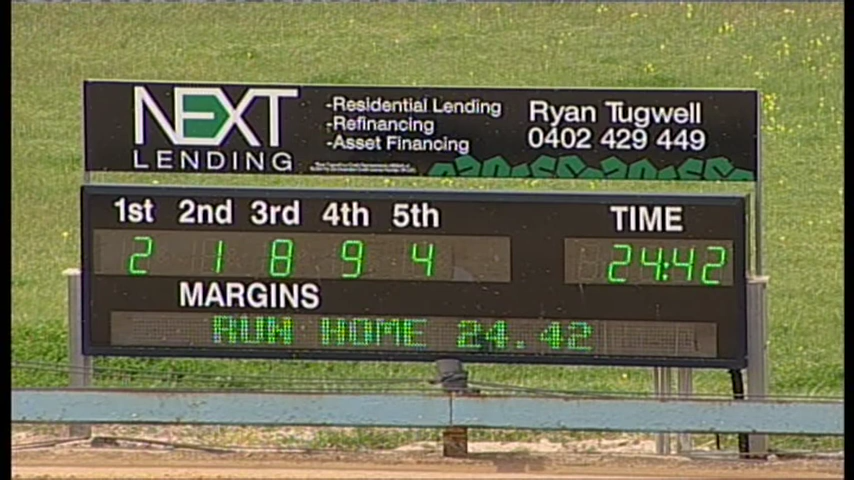 NEXT
LENDING
-Residential Lending
-Refinancing
-Asset Financing
Ryan Tugwell
0402 429 449
1st 2nd 3rd 4th 5th TIME
2 1 8 9 4 24:42
MARGINS
RUN HOME 24.42